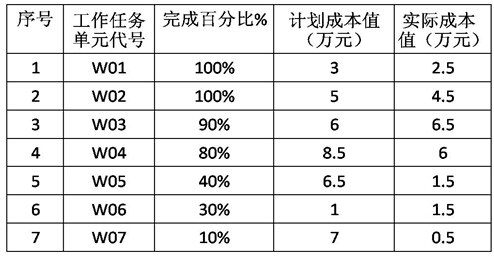 序号 工作任务单元代号 完成百分比% 计划成本值（万元） 实际成本值（万元）
1 W01 100% 3 2.5
2 W02 100% 5 4.5
3 W03 90% 6 6.5
4 W04 80% 8.5 6
5 W05 40% 6.5 1.5
6 W06 30% 1 1.5
7 W07 10% 7 0.5